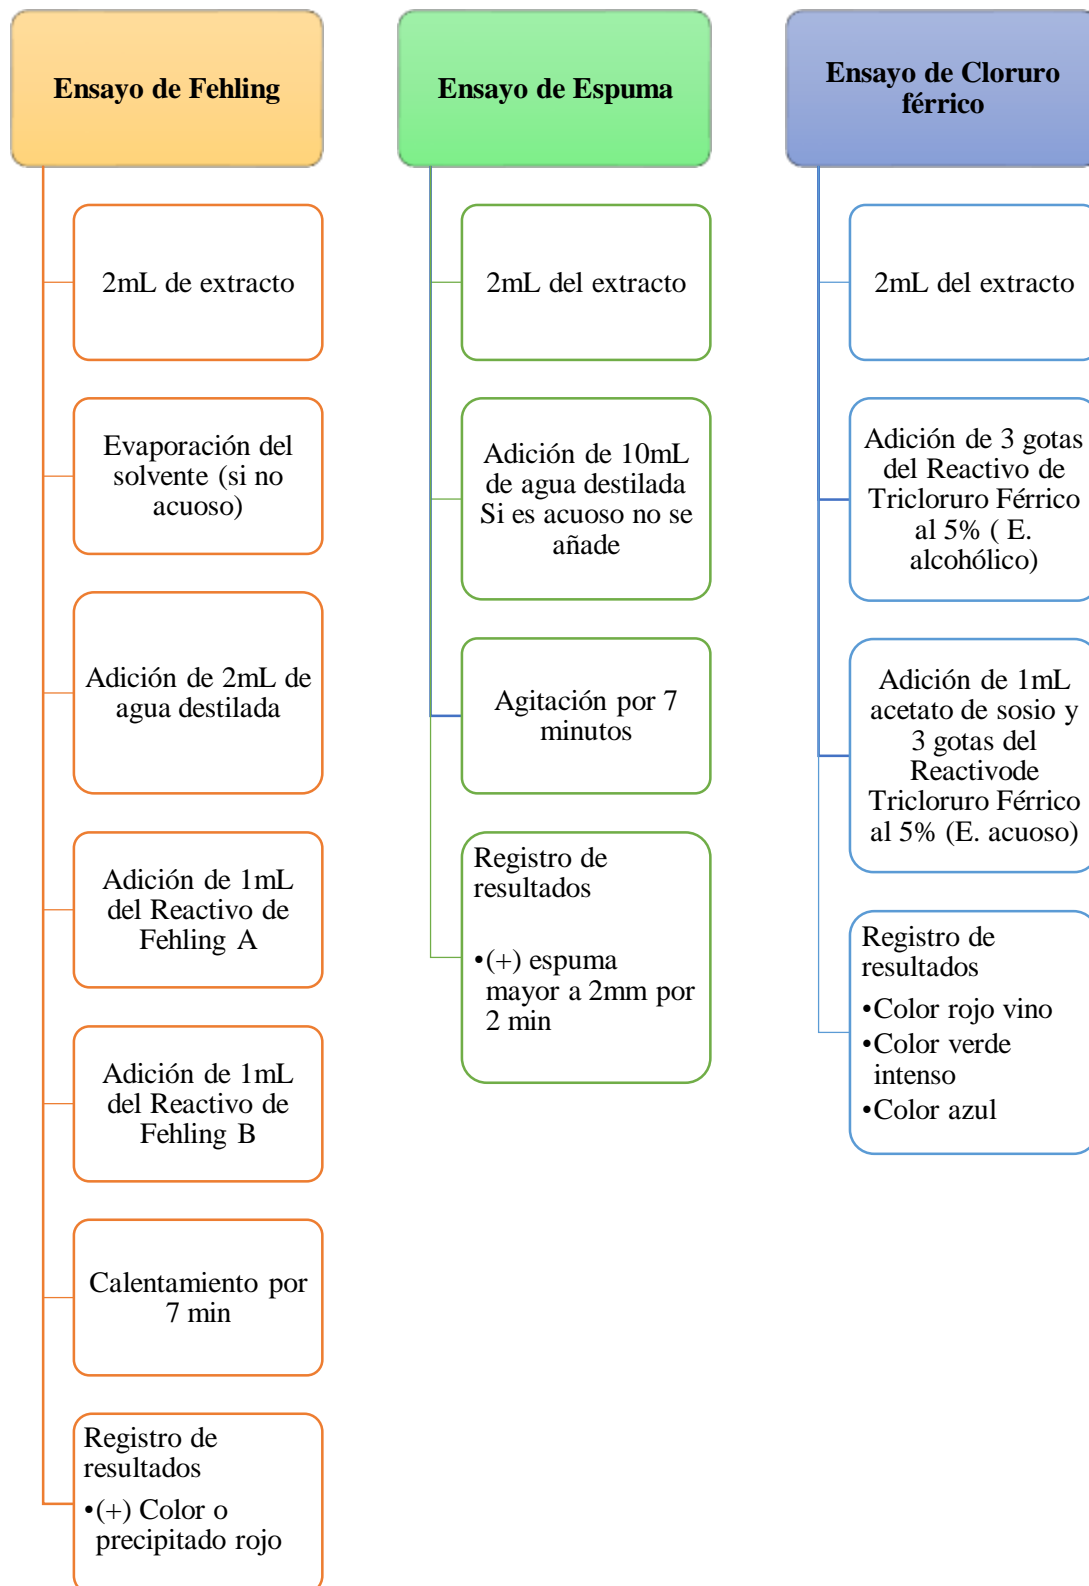 Ensayo de Fehling
2mL de extracto
Evaporación del
solvente (si no
acuoso)
Adición de 2mL de
agua destilada
Adición de 1mL
del Reactivo de
Fehling A
Adición de 1mL
del Reactivo de
Fehling B
Calentamiento por
7 min
Registro de
resultados
•(+) Color o
precipitado rojo
Ensayo de Espuma
2mL del extracto
Adición de 10mL
de agua destilada
Si es acuoso no se
añade
Agitación por 7
minutos
Registro de
resultados
•(+) espuma
mayor a 2mm por
2 min
Ensayo de Cloruro
férrico
2mL del extracto
Adición de 3 gotas
del Reactivo de
Tricloruro Férrico
al 5% ( E.
alcohólico)
Adición de 1mL
acetato de sosio y
3 gotas del
Reactivode
Tricloruro Férrico
al 5% (E. acuoso)
Registro de
resultados
•Color rojo vino
•Color verde
intenso
•Color azul